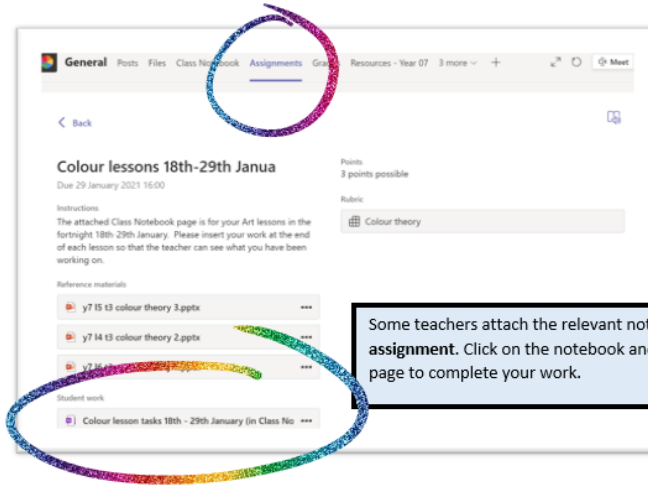 General Posts Files Class Notebook Assignments Resources - Year 07 3 more +
Meet
Back
Colour lessons 18th-29th Janua
Due 29 January 2021 16:00
Points
3 points possible
Instructions
Rubric
The attached Class Notebook page is for your Art lessons in the
Colour theory
fortnight 18th-29th January. Please insert your work at the end
of each lesson so that the teacher can see what you have been
working on.
Reference materials
y7 l5 t3 colour theory 3.pptx
y7 l4 t3 colour theory 2.pptx
Some teachers attach the relevant
assignment. Click on the notebook
page to complete your work.
Student work
Colour lesson tasks 18th - 29th January (in Class No